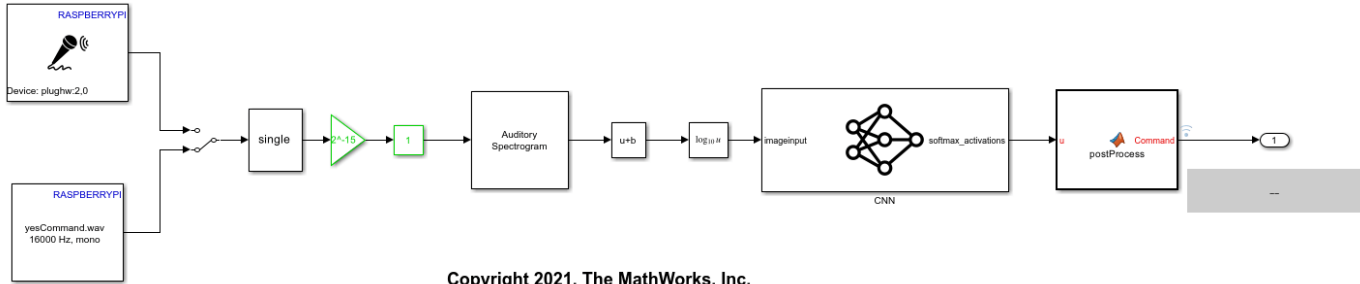 RASPBERRYPI
Device: plughw:2,0
RASPBERRYPI
yesCommand.wav
16000 Hz, mono
single
2^-15
1
Auditory
Spectrogram
u+b
log₁₀ u
imageinput
softmax_activations
CNN
u
Command
postProcess
1
---
Copyright 2021, The MathWorks, Inc.